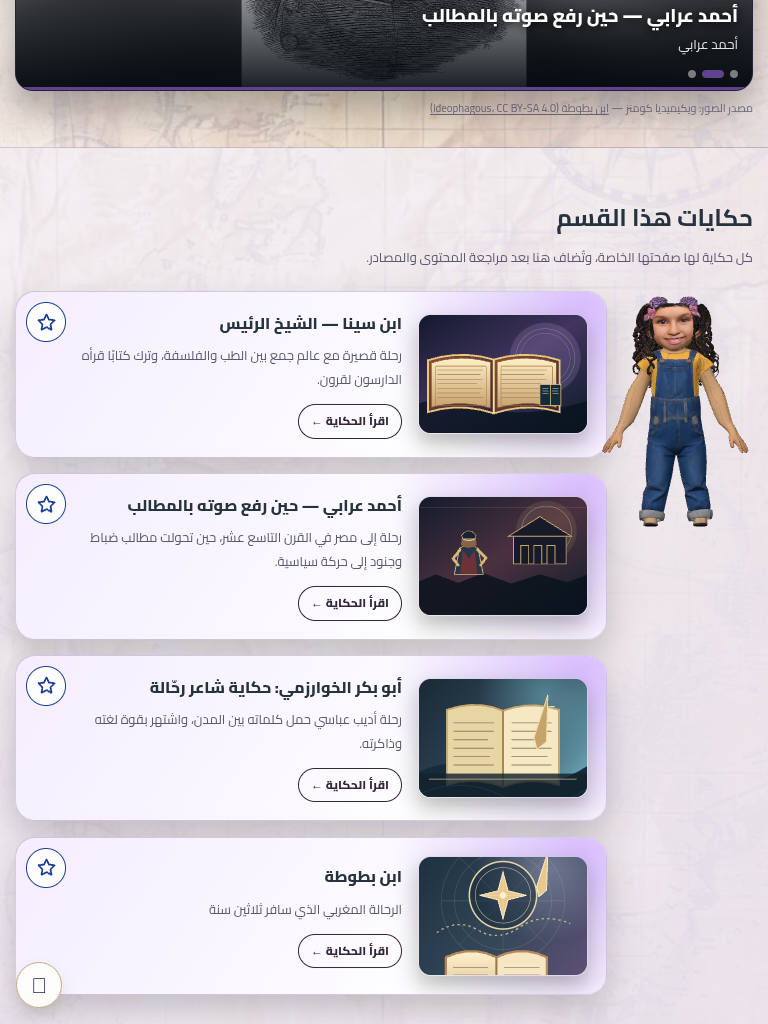 أحمد عرابي — حين رفع صوته بالمطالب
أحمد عرابي
مصدر الصور: ويكيميديا كومنز — ابن بطوطة (Ideophagous، CC BY-SA 4.0)
حكايات هذا القسم
كل حكاية لها صفحتها الخاصة، وتُضاف هنا بعد مراجعة المحتوى والمصادر.
ابن سينا — الشيخ الرئيس
رحلة قصيرة مع عالم جمع بين الطب والفلسفة، وترك كتابًا قرأه
الدارسون لقرون.
اقرأ الحكاية ←
أحمد عرابي — حين رفع صوته بالمطالب
رحلة إلى مصر في القرن التاسع عشر، حين تحولت مطالب ضباط
وجنود إلى حركة سياسية.
اقرأ الحكاية ←
أبو بكر الخوارزمي: حكاية شاعر رحّالة
رحلة أديب عباسي حمل كلماته بين المدن، واشتهر بقوة لغته
وذاكرته.
اقرأ الحكاية ←
ابن بطوطة
الرحالة المغربي الذي سافر ثلاثين سنة
اقرأ الحكاية ←